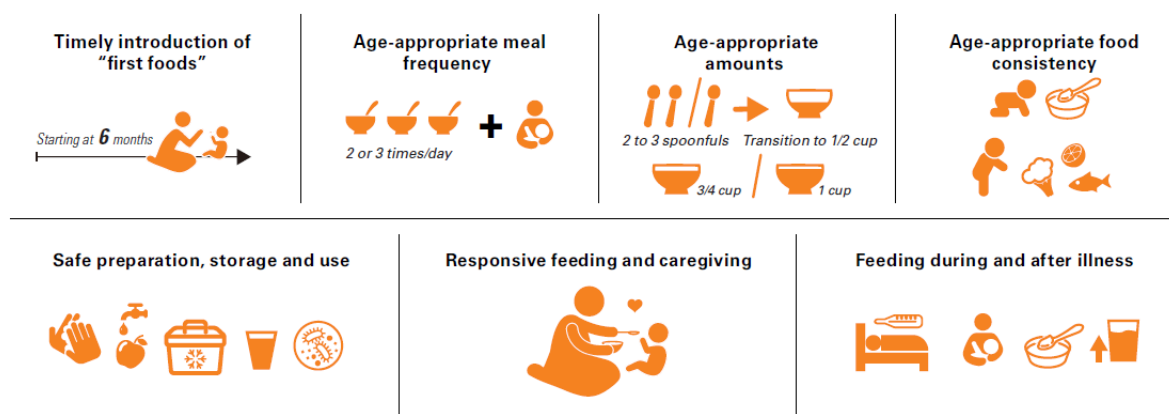 Timely introduction of
“first foods”
Starting at 6 months
Age-appropriate meal
frequency
2 or 3 times/day
Age-appropriate
amounts
2 to 3 spoonfuls
Transition to 1/2 cup
3/4 cup
1 cup
Age-appropriate food
consistency
Safe preparation, storage and use
Responsive feeding and caregiving
Feeding during and after illness